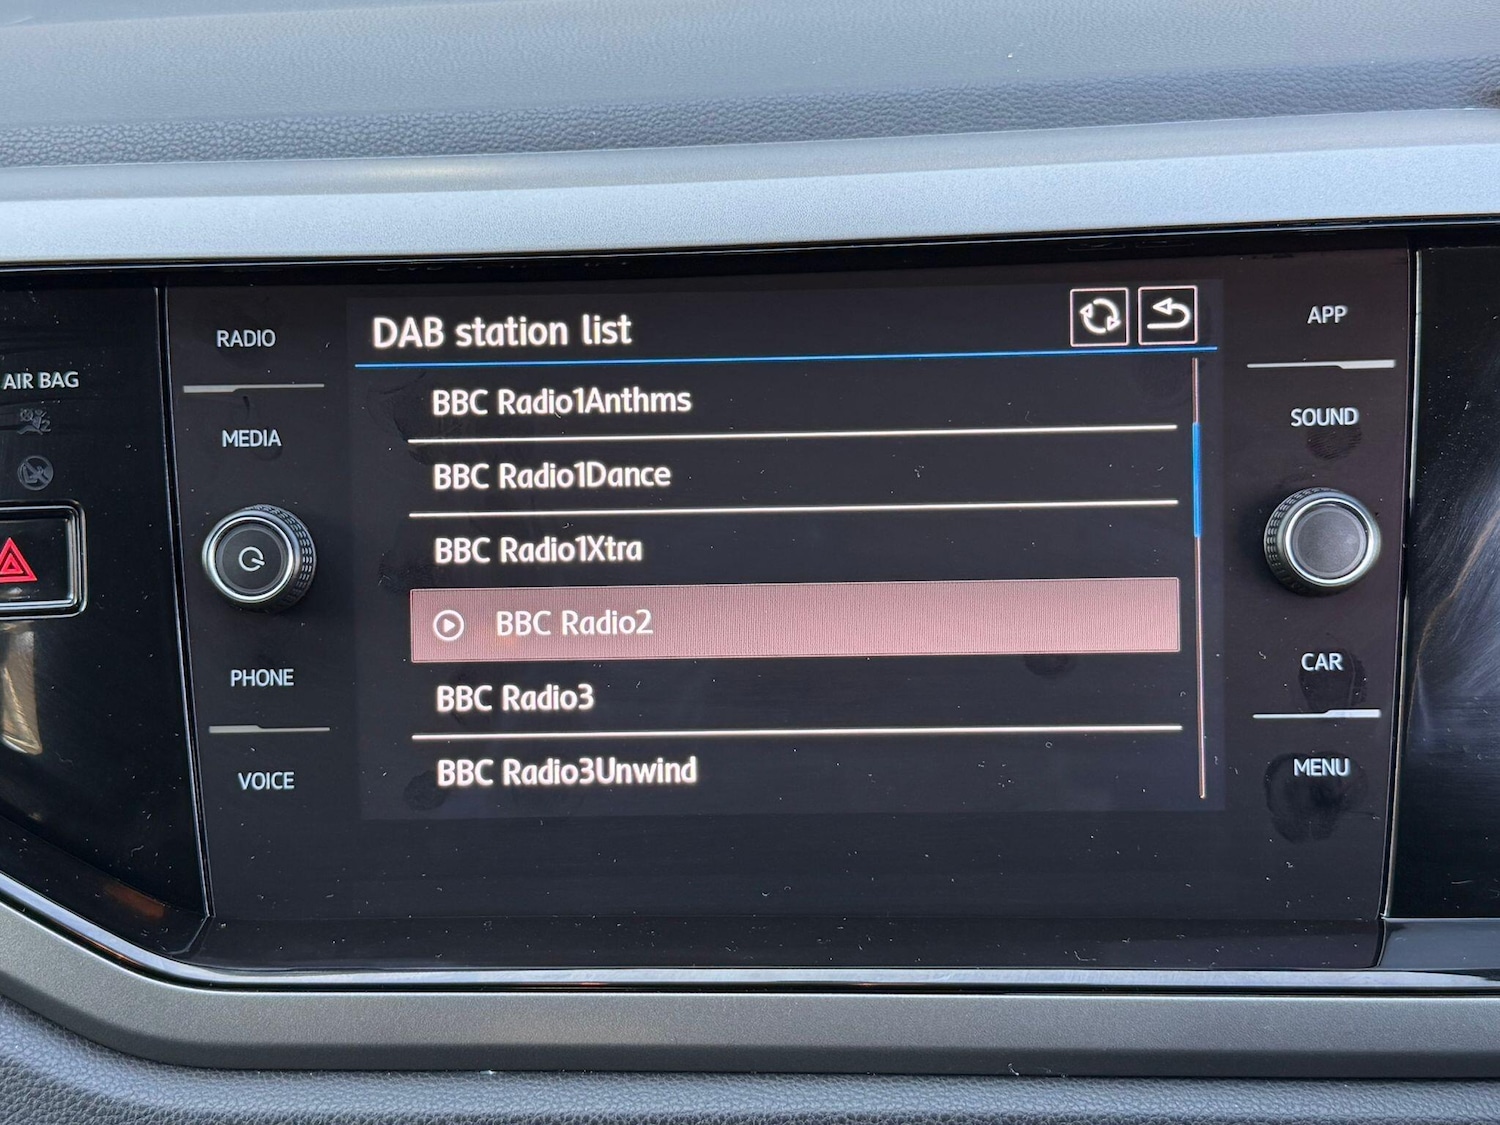 DAB station list
BBC Radio1Anthms
BBC Radio1Dance
BBC Radio1Xtra
BBC Radio2
BBC Radio3
BBC Radio3Unwind
AIR BAG
RADIO
MEDIA
PHONE
VOICE
APP
SOUND
CAR
MENU